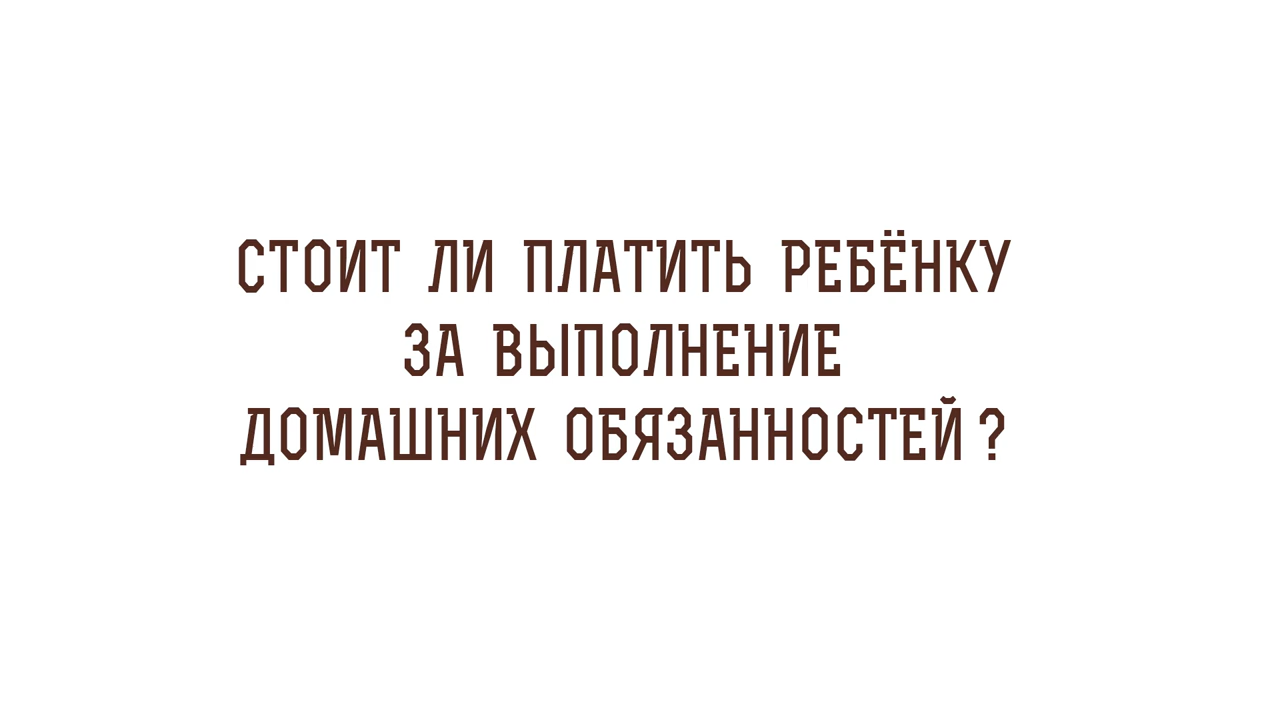 СТОИТ ЛИ ПЛАТИТЬ РЕБЁНКУ
ЗА ВЫПОЛНЕНИЕ
ДОМАШНИХ ОБЯЗАННОСТЕЙ ?